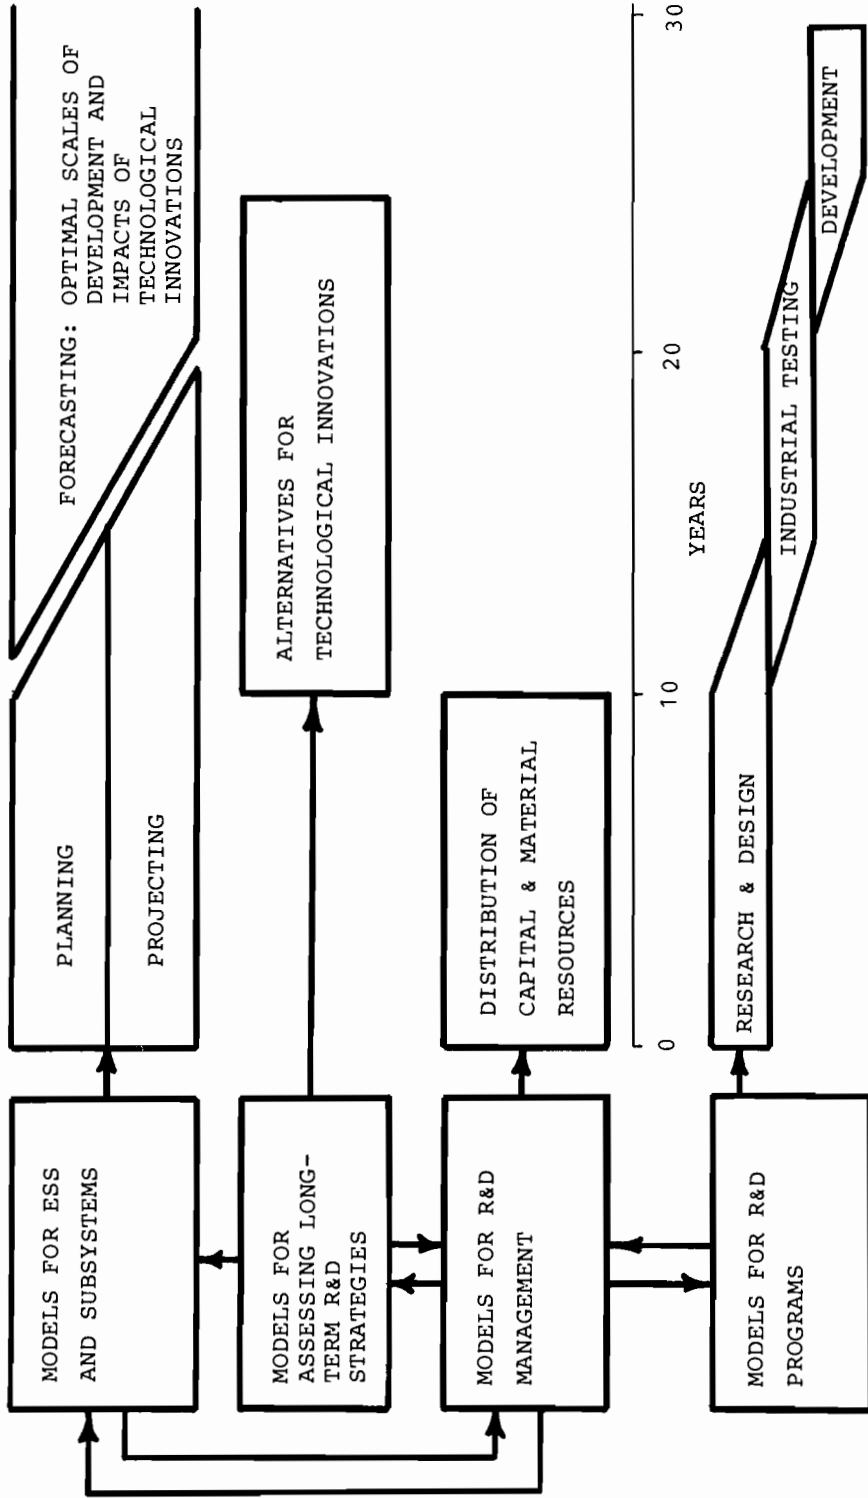 MODELS FOR ESS
AND SUBSYSTEMS
PLANNING
PROJECTING
FORECASTING: OPTIMAL SCALES OF
DEVELOPMENT AND
IMPACTS OF
TECHNOLOGICAL
INNOVATIONS
MODELS FOR
ASSESSING LONG-
TERM R&D
STRATEGIES
ALTERNATIVES FOR
TECHNOLOGICAL INNOVATIONS
MODELS FOR R&D
MANAGEMENT
DISTRIBUTION OF
CAPITAL & MATERIAL
RESOURCES
0
10
20
30
YEARS
MODELS FOR R&D
PROGRAMS
RESEARCH & DESIGN
INDUSTRIAL TESTING
DEVELOPMENT